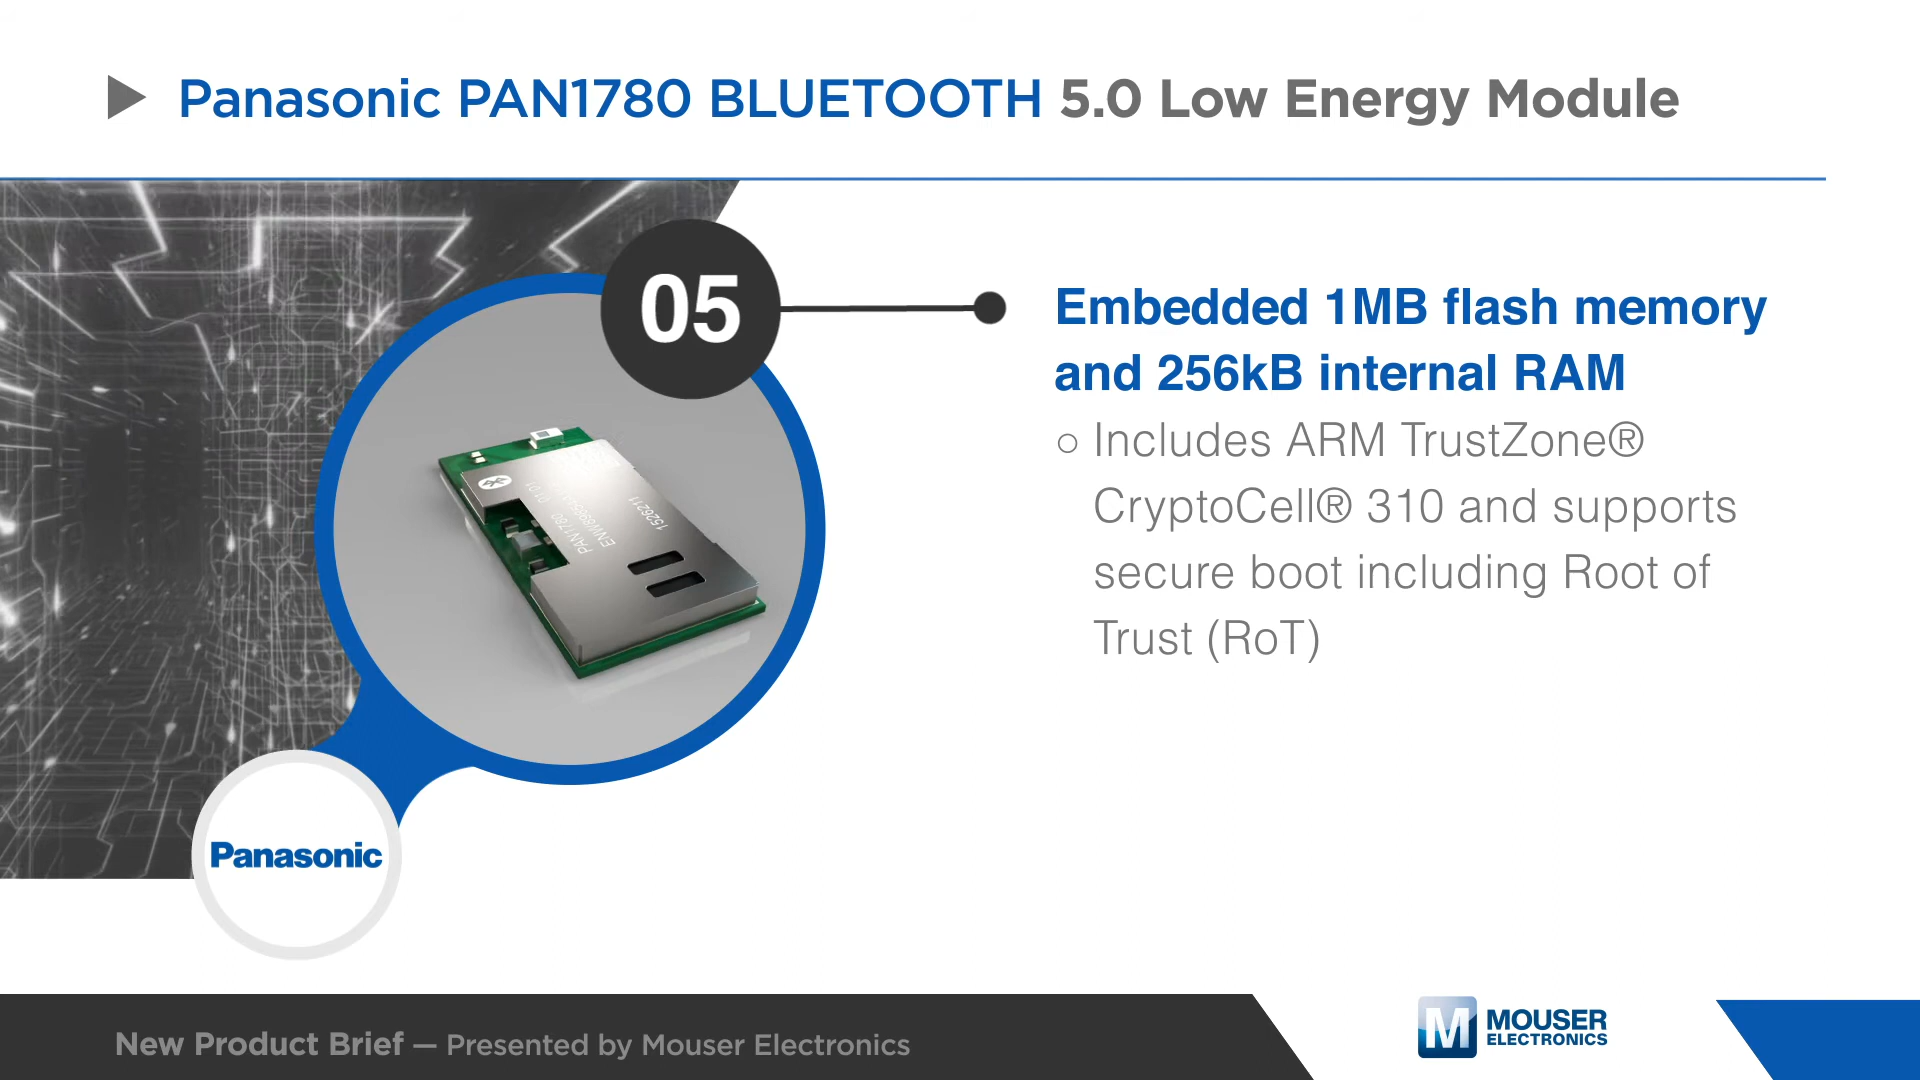 Panasonic PAN1780 BLUETOOTH 5.0 Low Energy Module
05
Embedded 1MB flash memory
and 256kB internal RAM
○ Includes ARM TrustZone®
CryptoCell® 310 and supports
secure boot including Root of
Trust (RoT)
PAN1780
1526211
Panasonic
New Product Brief — Presented by Mouser Electronics
M MOUSER
ELECTRONICS